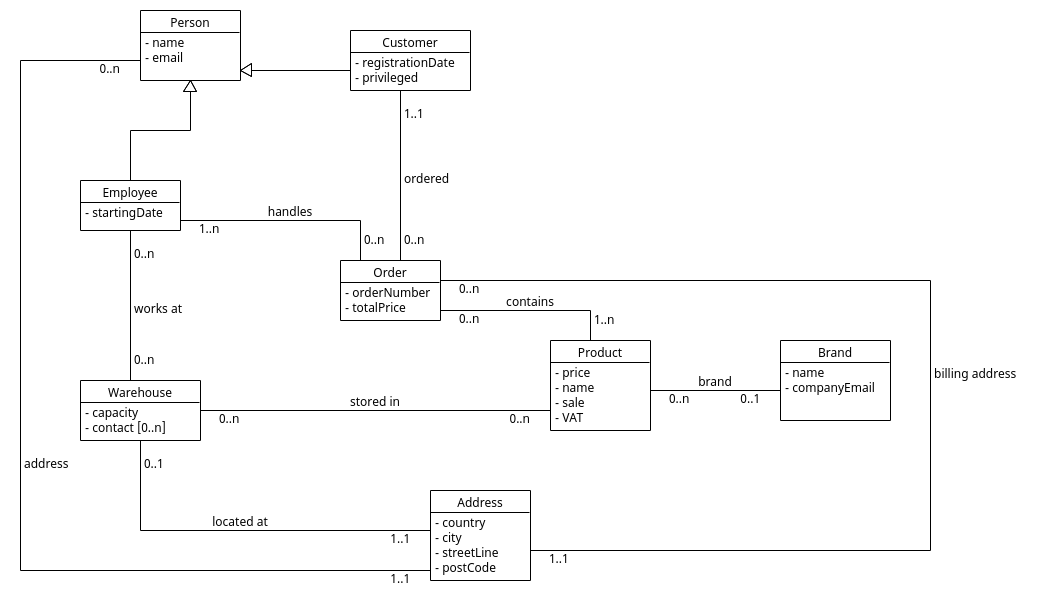 Person
- name
- email
0..n
Customer
- registrationDate
- privileged
1..1
ordered
0..n
Employee
- startingDate
handles
1..n
0..n
0..n
works at
0..n
Order
- orderNumber
- totalPrice
0..n
contains
0..n
1..n
Product
- price
- name
- sale
- VAT
brand
0..n
0..1
Brand
- name
- companyEmail
billing address
Warehouse
- capacity
- contact [0..n]
stored in
0..n
0..n
address
0..1
located at
1..1
Address
- country
- city
- streetLine
- postCode
1..1
1..1